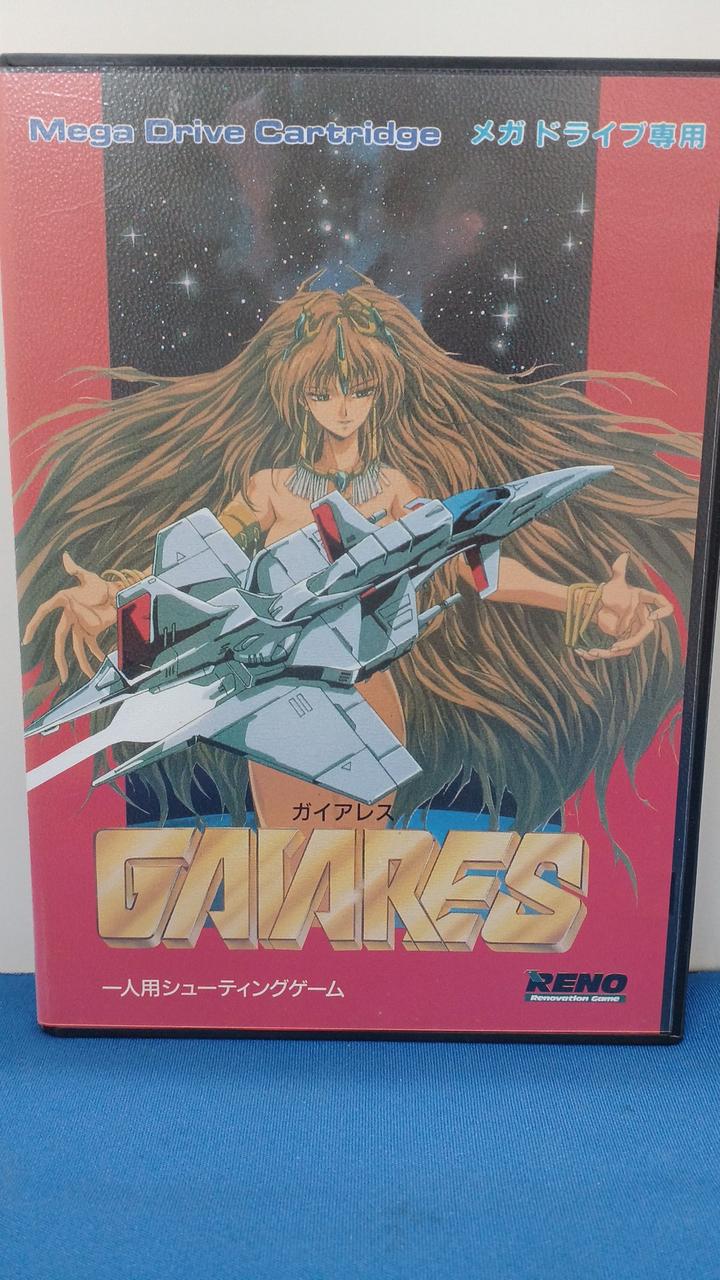 Mega Drive Cartridge メガドライブ専用
ガイアレス
GAIARES
一人用シューティングゲーム
RENO
Renovation Game